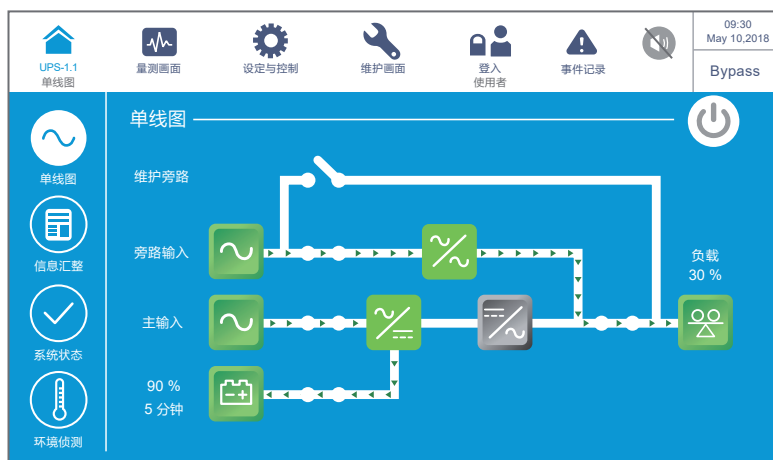 09:30
May 10,2018
Bypass
UPS-1.1
单线图
量测画面
设定与控制
维护画面
登入
使用者
事件记录
单线图
信息汇整
系统状态
环境侦测
单线图
维护旁路
旁路输入
主输入
90 %
5 分钟
负载
30 %